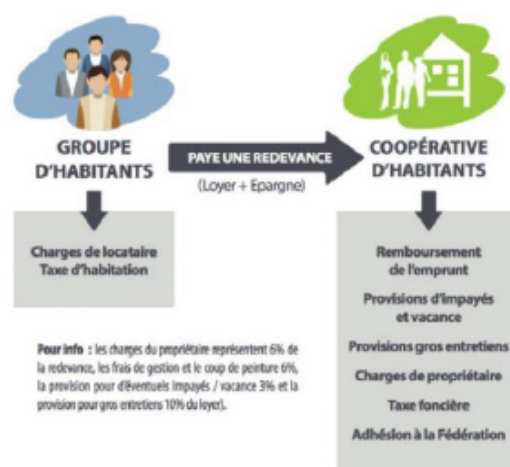 GROUPE
D'HABITANTS
PAYE UNE REDEVANCE
(Loyer + Epargne)
COOPÉRATIVE
D'HABITANTS
Charges de locataire
Taxe d'habitation
Remboursement
de l'emprunt
Provisions d'impayés
et vacance
Provisions gros entretiens
Charges de propriétaire
Taxe foncière
Adhésion à la Fédération
Pour info : les charges du propriétaire représentent 6% de
la redevance, les frais de gestion et le coup de peinture 6%,
la provision pour d'éventuels impayés / vacance 3% et la
provision pour gros entretiens 10% du loyer).